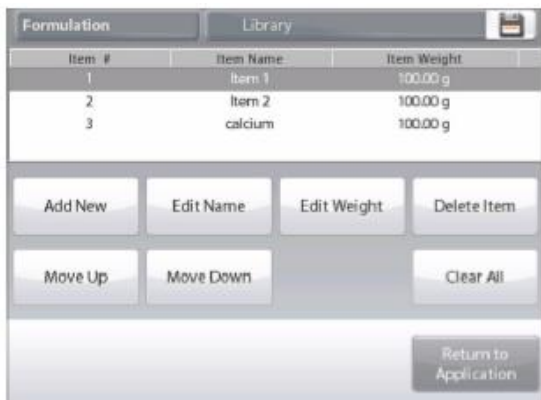 Formulation Library
Item # Item Name Item Weight
1 Item 1 100.00 g
2 Item 2 100.00 g
3 calcium 100.00 g
Add New Edit Name Edit Weight Delete Item
Move Up Move Down Clear All
Return to
Application